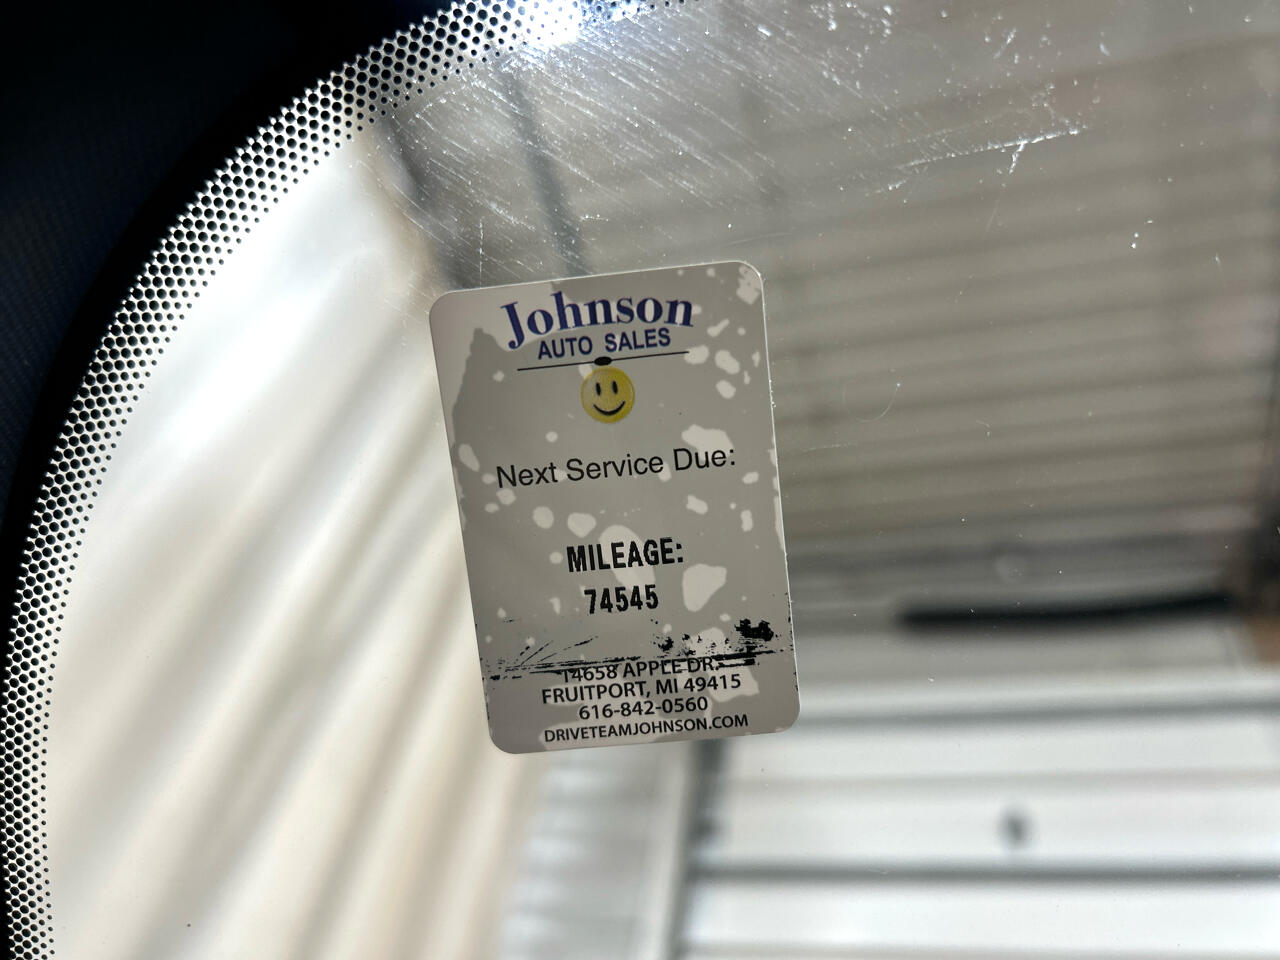 Johnson
AUTO SALES
Next Service Due:
MILEAGE:
74545
14658 APPLE DR.
FRUITPORT, MI 49415
616-842-0560
DRIVETEAMJOHNSON.COM